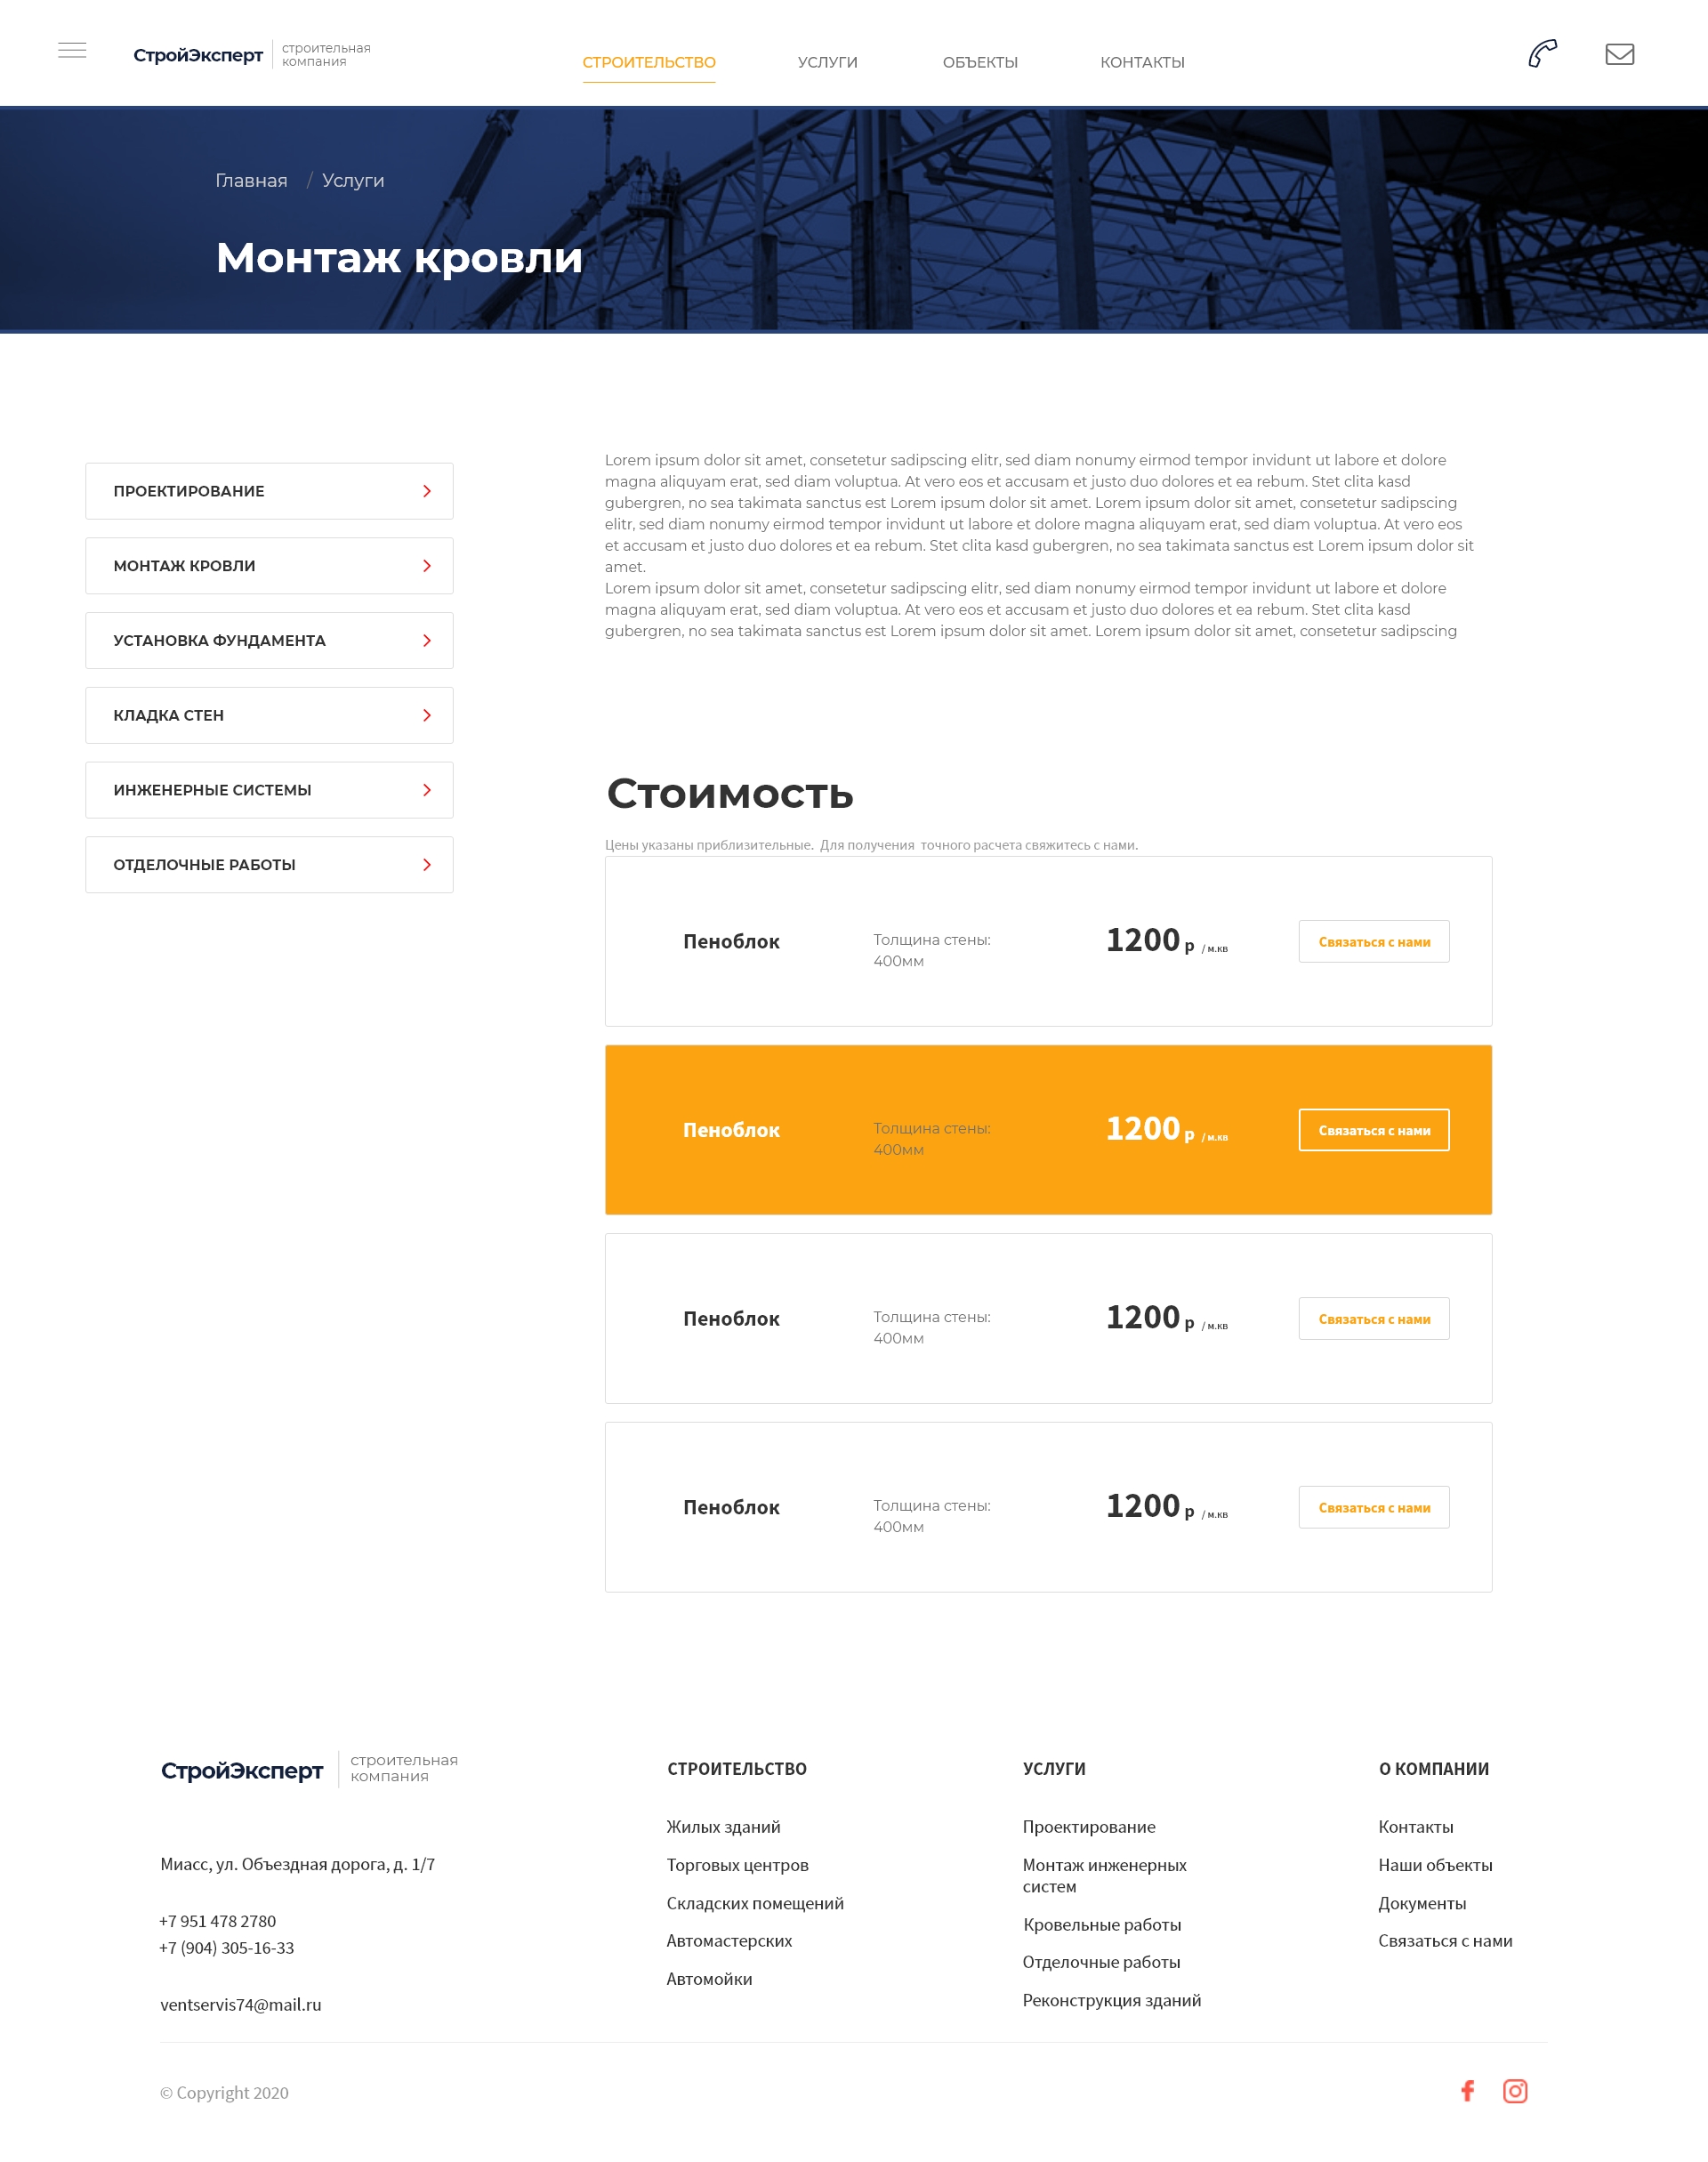 СтройЭксперт
строительная
компания
СТРОИТЕЛЬСТВО
УСЛУГИ
ОБЪЕКТЫ
КОНТАКТЫ
Главная / Услуги
Монтаж кровли
ПРОЕКТИРОВАНИЕ
МОНТАЖ КРОВЛИ
УСТАНОВКА ФУНДАМЕНТА
КЛАДКА СТЕН
ИНЖЕНЕРНЫЕ СИСТЕМЫ
ОТДЕЛОЧНЫЕ РАБОТЫ
Lorem ipsum dolor sit amet, consetetur sadipscing elitr, sed diam nonumy eirmod tempor invidunt ut labore et dolore
magna aliquyam erat, sed diam voluptua. At vero eos et accusam et justo duo dolores et ea rebum. Stet clita kasd
gubergren, no sea takimata sanctus est Lorem ipsum dolor sit amet. Lorem ipsum dolor sit amet, consetetur sadipscing
elitr, sed diam nonumy eirmod tempor invidunt ut labore et dolore magna aliquyam erat, sed diam voluptua. At vero eos
et accusam et justo duo dolores et ea rebum. Stet clita kasd gubergren, no sea takimata sanctus est Lorem ipsum dolor sit
amet.
Lorem ipsum dolor sit amet, consetetur sadipscing elitr, sed diam nonumy eirmod tempor invidunt ut labore et dolore
magna aliquyam erat, sed diam voluptua. At vero eos et accusam et justo duo dolores et ea rebum. Stet clita kasd
gubergren, no sea takimata sanctus est Lorem ipsum dolor sit amet. Lorem ipsum dolor sit amet, consetetur sadipscing
Стоимость
Цены указаны приблизительные. Для получения точного расчета свяжитесь с нами.
Пеноблок
Толщина стены:
400мм
1200 р / м.кв
Связаться с нами
Пеноблок
Толщина стены:
400мм
1200 р / м.кв
Связаться с нами
Пеноблок
Толщина стены:
400мм
1200 р / м.кв
Связаться с нами
Пеноблок
Толщина стены:
400мм
1200 р / м.кв
Связаться с нами
СтройЭксперт
строительная
компания
Миасс, ул. Объездная дорога, д. 1/7
+7 951 478 2780
+7 (904) 305-16-33
ventservis74@mail.ru
СТРОИТЕЛЬСТВО
Жилых зданий
Торговых центров
Складских помещений
Автомастерских
Автомойки
УСЛУГИ
Проектирование
Монтаж инженерных
систем
Кровельные работы
Отделочные работы
Реконструкция зданий
О КОМПАНИИ
Контакты
Наши объекты
Документы
Связаться с нами
© Copyright 2020